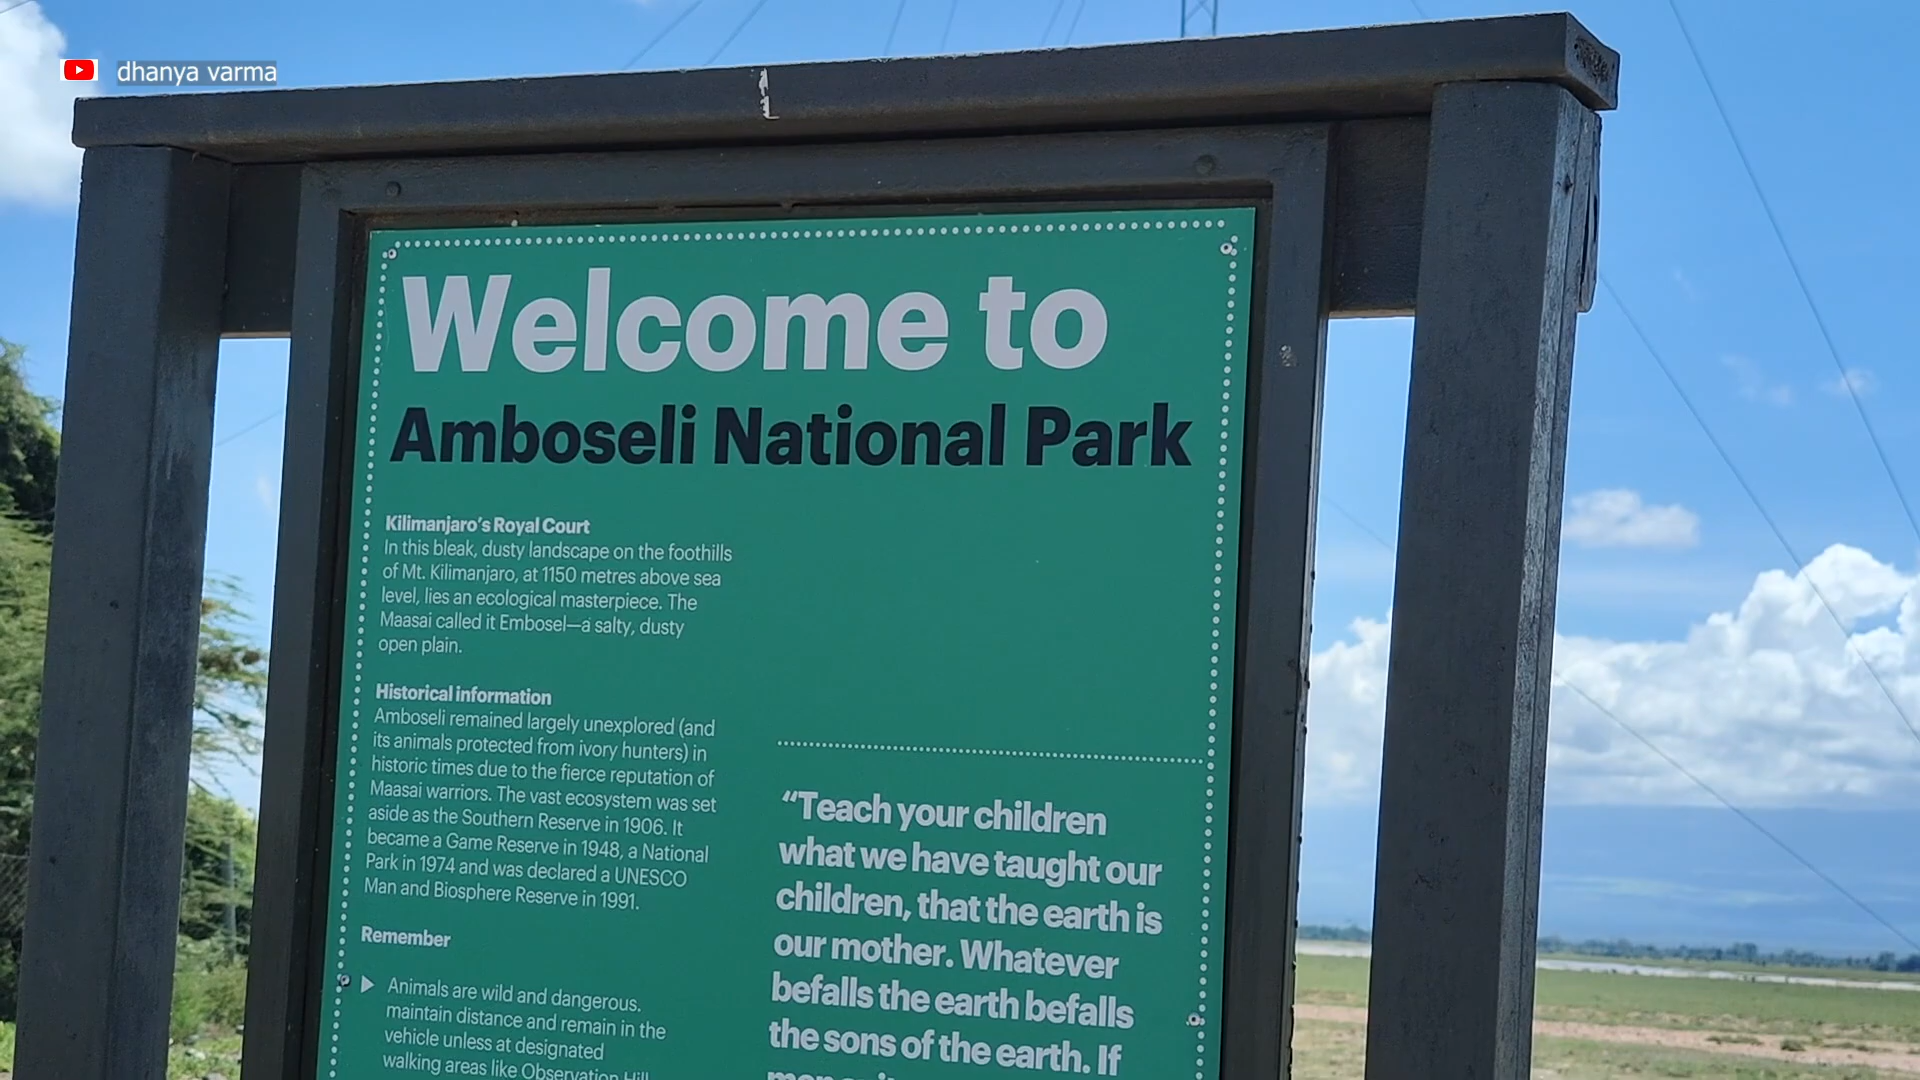 dhanya varma
Welcome to
Amboseli National Park
Kilimanjaro's Royal Court
In this bleak, dusty landscape on the foothills
of Mt. Kilimanjaro, at 1150 metres above sea
level, lies an ecological masterpiece. The
Maasai called it Embosel—a salty, dusty
open plain.
Historical information
Amboseli remained largely unexplored (and
its animals protected from ivory hunters) in
historic times due to the fierce reputation of
Maasai warriors. The vast ecosystem was set
aside as the Southern Reserve in 1906. It
became a Game Reserve in 1948, a National
Park in 1974 and was declared a UNESCO
Man and Biosphere Reserve in 1991.
Remember
Animals are wild and dangerous.
maintain distance and remain in the
vehicle unless at designated
walking areas like Observation Hill
“Teach your children
what we have taught our
children, that the earth is
our mother. Whatever
befalls the earth befalls
the sons of the earth. If